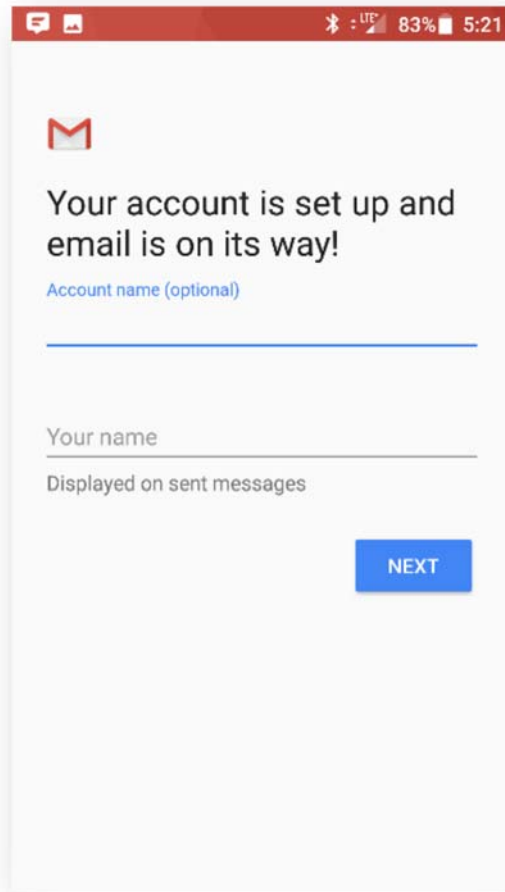 LTE 83% 5:21
Your account is set up and
email is on its way!
Account name (optional)
Your name
Displayed on sent messages
NEXT